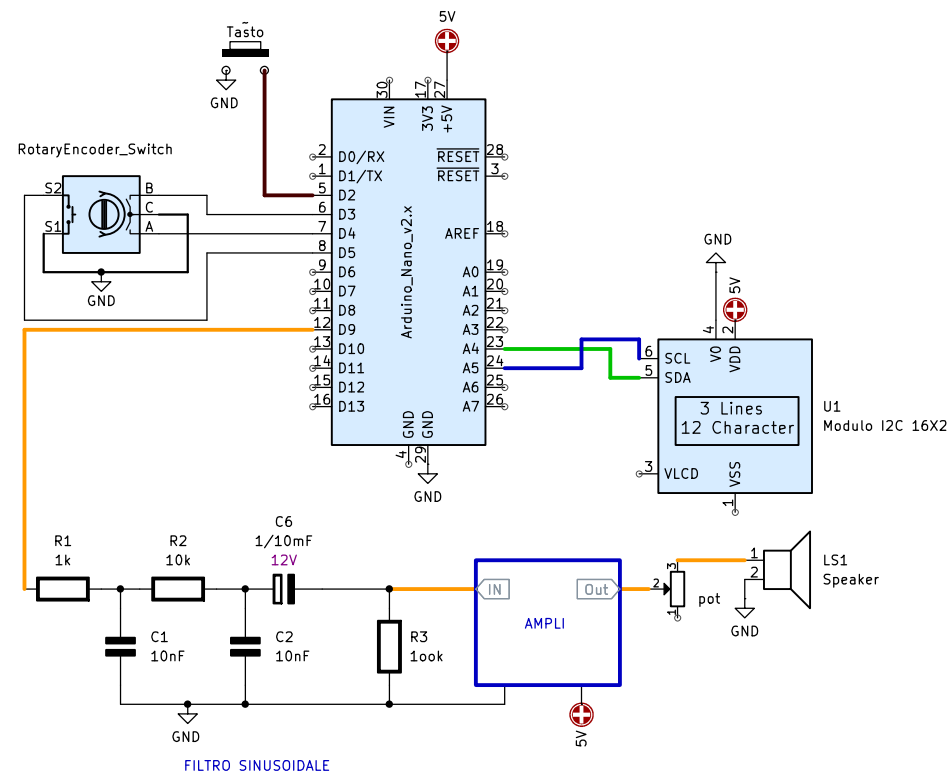 Tasto
GND
5V
30
17
27
VIN
3V3
+5V
RotaryEncoder_Switch
S2
S1
B
C
A
GND
2 D0/RX
1 D1/TX
5 D2
6 D3
7 D4
8 D5
9 D6
10 D7
11 D8
12 D9
13 D10
14 D11
15 D12
16 D13
Arduino_Nano_v2.x
RESET 28
RESET 3
AREF 18
A0 19
A1 20
A2 21
A3 22
A4 23
A5 24
A6 25
A7 26
GND
GND
4
29
GND
GND
5V
4
2
V0
VDD
6 SCL
5 SDA
3 Lines
12 Character
3 VLCD
VSS
1
U1
Modulo I2C 16X2
R1
1k
R2
10k
C6
1/10mF
12V
C1
10nF
C2
10nF
R3
1ook
IN
Out
AMPLI
2
3
1
pot
1
2
LS1
Speaker
GND
GND
5V
FILTRO SINUSOIDALE